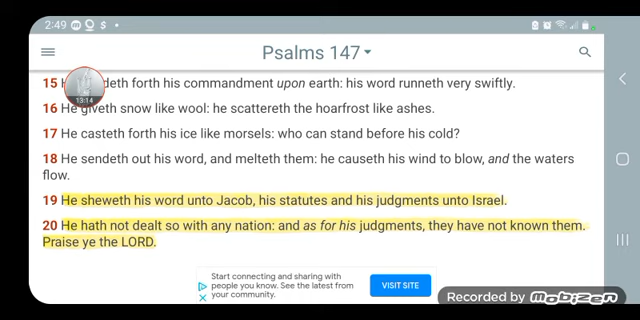 2:49
Psalms 147
15 deth forth his commandment upon earth: his word runneth very swiftly.
13:14
16 He giveth snow like wool: he scattereth the hoarfrost like ashes.
17 He casteth forth his ice like morsels: who can stand before his cold?
18 He sendeth out his word, and melteth them: he causeth his wind to blow, and the waters
flow.
19 He sheweth his word unto Jacob, his statutes and his judgments unto Israel.
20 He hath not dealt so with any nation: and as for his judgments, they have not known them.
Praise ye the LORD.
Start connecting and sharing with
people you know. See the latest from
your community.
VISIT SITE
Recorded by Mobizen